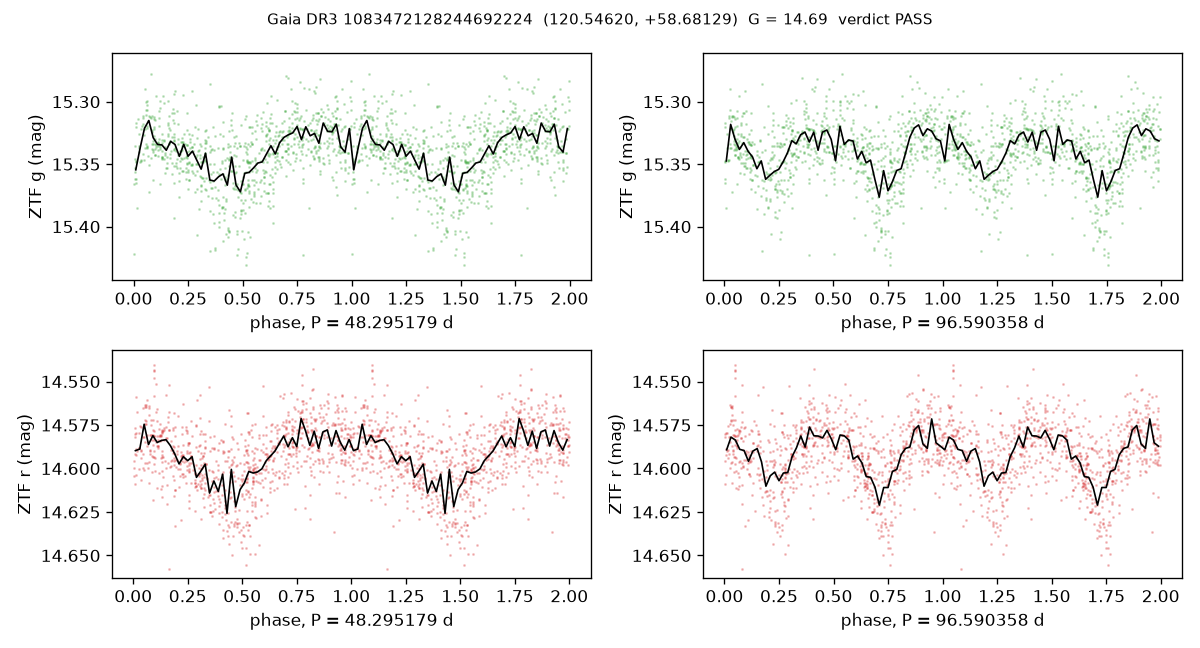 Gaia DR3 1083472128244692224 (120.54620, +58.68129) G = 14.69 verdict PASS
ZTF g (mag)
15.30
15.35
15.40
0.00 0.25 0.50 0.75 1.00 1.25 1.50 1.75 2.00
phase, P = 48.295179 d
ZTF g (mag)
15.30
15.35
15.40
0.00 0.25 0.50 0.75 1.00 1.25 1.50 1.75 2.00
phase, P = 96.590358 d
ZTF r (mag)
14.550
14.575
14.600
14.625
14.650
0.00 0.25 0.50 0.75 1.00 1.25 1.50 1.75 2.00
phase, P = 48.295179 d
ZTF r (mag)
14.550
14.575
14.600
14.625
14.650
0.00 0.25 0.50 0.75 1.00 1.25 1.50 1.75 2.00
phase, P = 96.590358 d